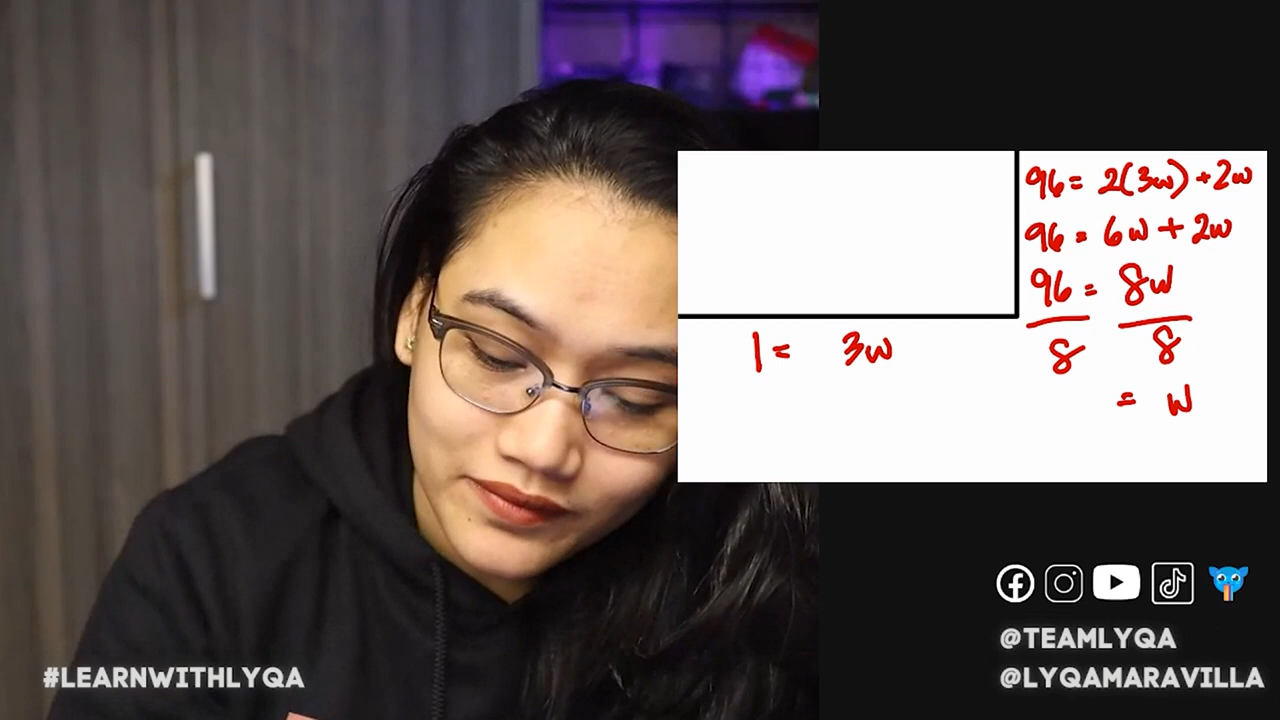 96 = 2(3w) + 2w
96 = 6w + 2w
96 = 8w
8 8
l = 3w
= w
#LEARNWITHLYQA
@TEAMLYQA
@LYQAMARAVILLA